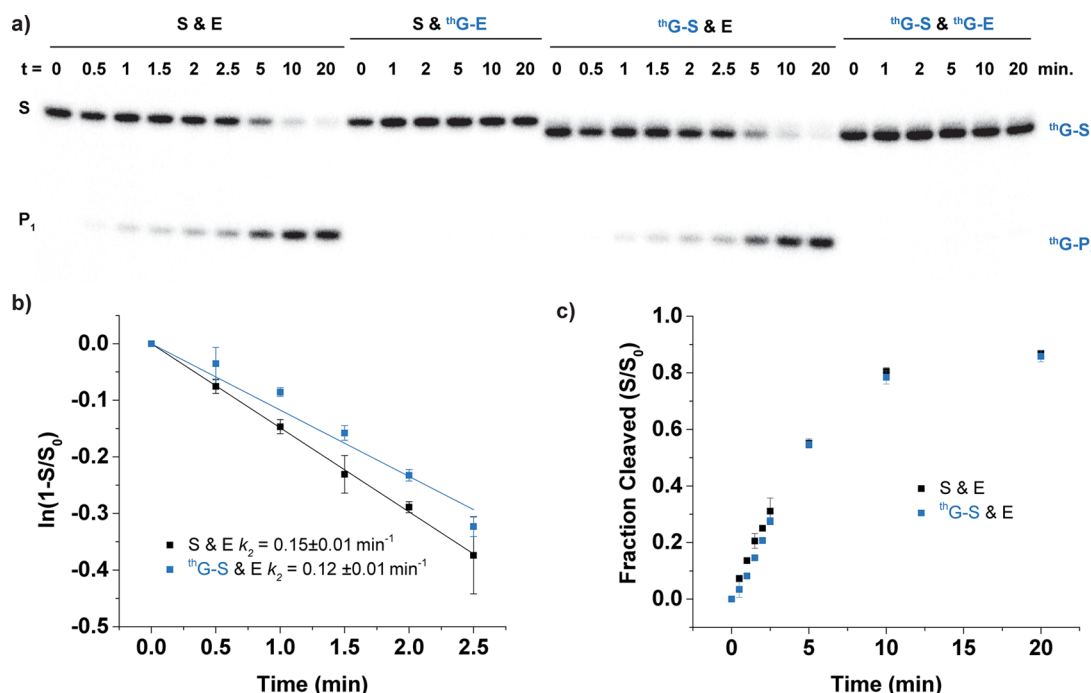 a)
S & E
S & ᵗʰG-E
ᵗʰG-S & E
ᵗʰG-S & ᵗʰG-E
t = 0 0.5 1 1.5 2 2.5 5 10 20 0 1 2 5 10 20 0 0.5 1 1.5 2 2.5 5 10 20 0 1 2 5 10 20 min.
S
ᵗʰG-S
P₁
ᵗʰG-P
b)
ln(1-S/S₀)
0.0
-0.1
-0.2
-0.3
-0.4
-0.5
S & E k₂ = 0.15±0.01 min⁻¹
ᵗʰG-S & E k₂ = 0.12 ±0.01 min⁻¹
0.0 0.5 1.0 1.5 2.0 2.5
Time (min)
c)
Fraction Cleaved (S/S₀)
1.0
0.8
0.6
0.4
0.2
0.0
S & E
ᵗʰG-S & E
0 5 10 15 20
Time (min)